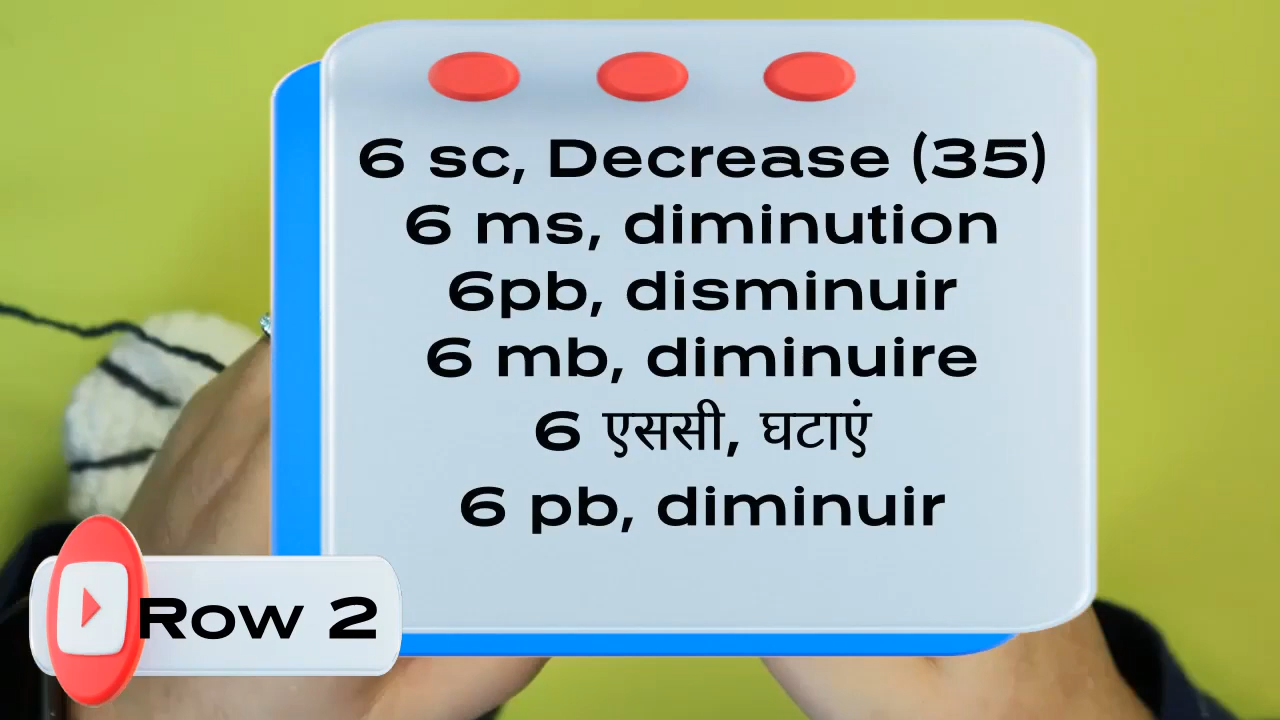 6 sc, Decrease (35)
6 ms, diminution
6pb, disminuir
6 mb, diminuire
6 एससी, घटाएं
6 pb, diminuir
Row 2